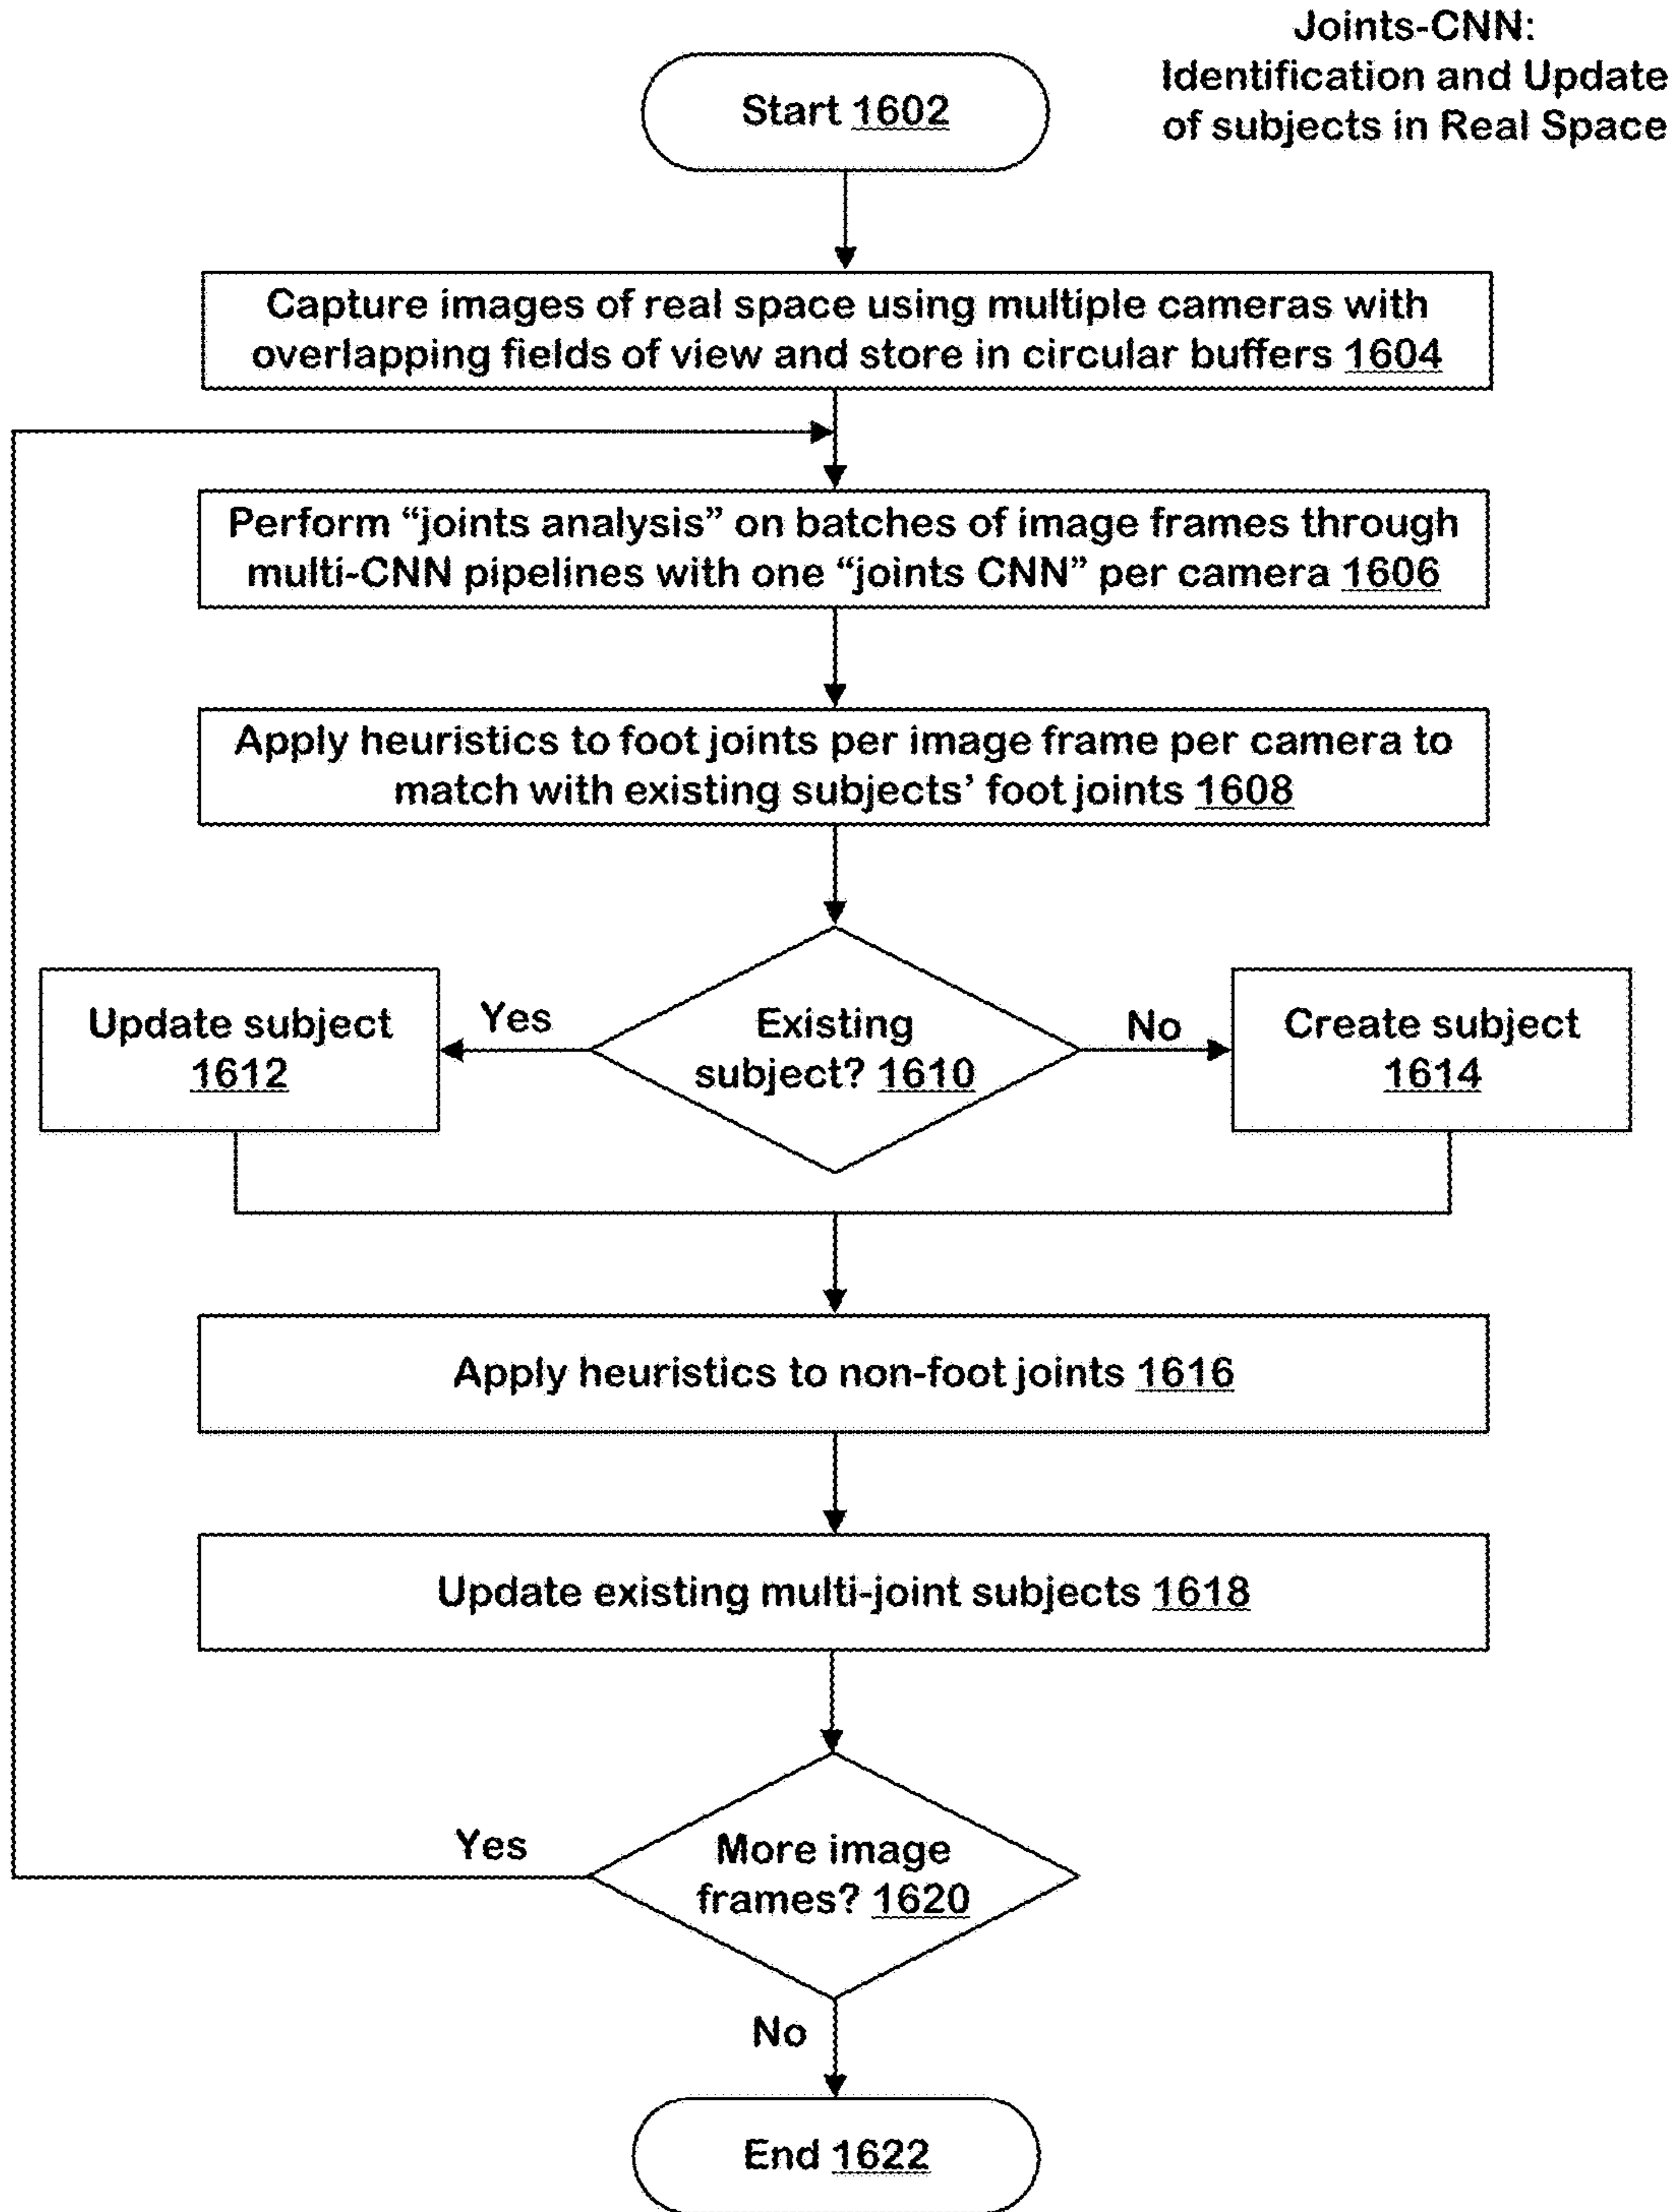 Joints-CNN:
Identification and Update
of subjects in Real Space
Start 1602
Capture images of real space using multiple cameras with
overlapping fields of view and store in circular buffers 1604
Perform “joints analysis” on batches of image frames through
multi-CNN pipelines with one “joints CNN” per camera 1606
Apply heuristics to foot joints per image frame per camera to
match with existing subjects’ foot joints 1608
Existing
subject? 1610
Yes
Update subject
1612
No
Create subject
1614
Apply heuristics to non-foot joints 1616
Update existing multi-joint subjects 1618
More image
frames? 1620
Yes
No
End 1622